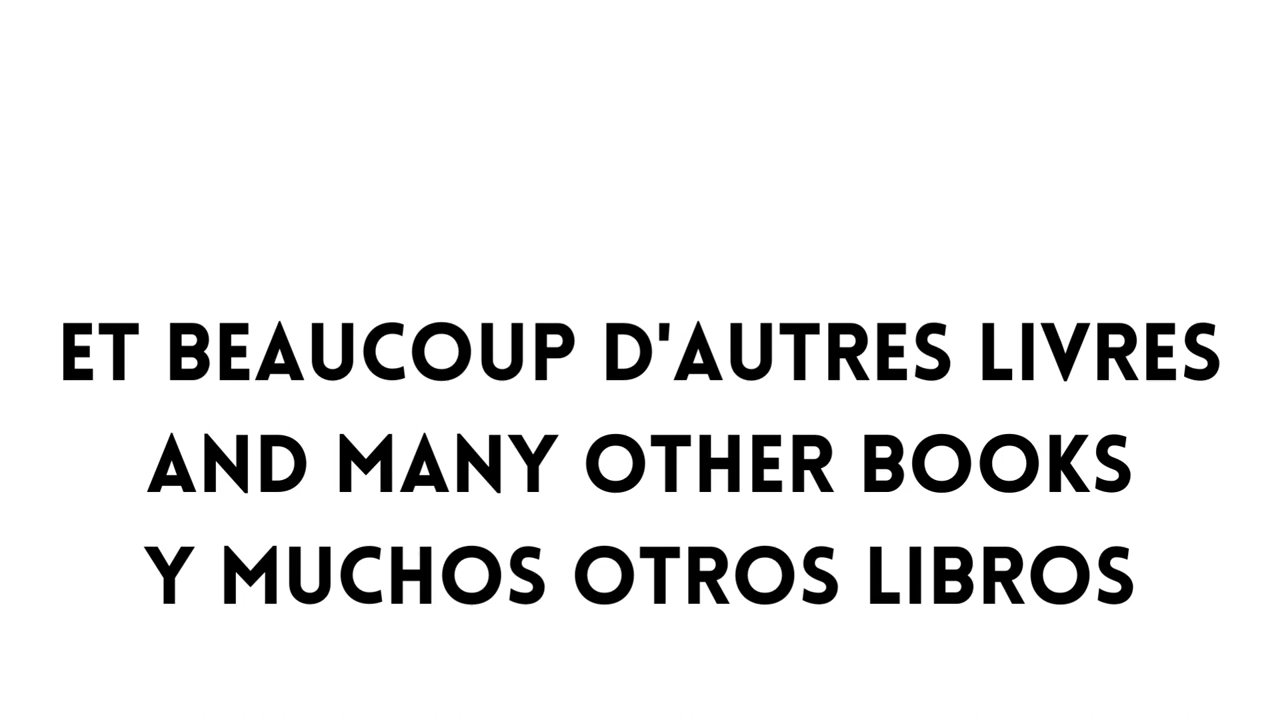 ET BEAUCOUP D'AUTRES LIVRES
AND MANY OTHER BOOKS
Y MUCHOS OTROS LIBROS